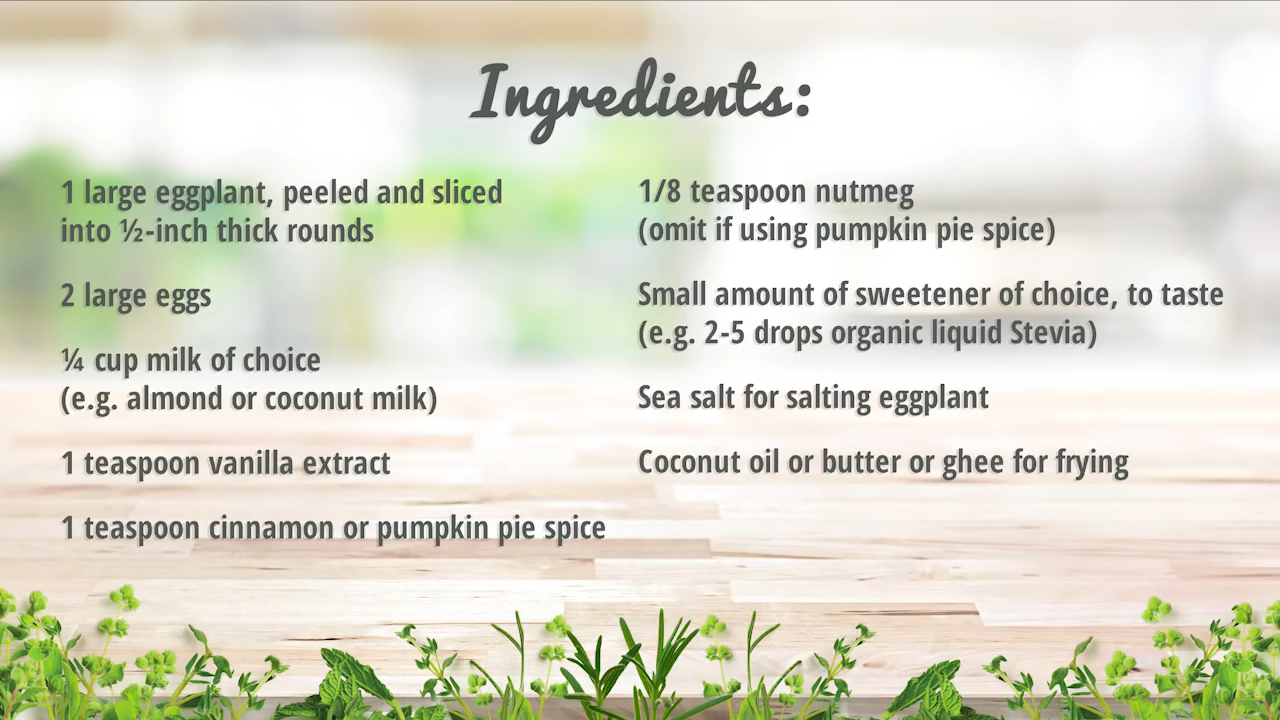 Ingredients:
1 large eggplant, peeled and sliced
into ½-inch thick rounds
2 large eggs
¼ cup milk of choice
(e.g. almond or coconut milk)
1 teaspoon vanilla extract
1 teaspoon cinnamon or pumpkin pie spice
1/8 teaspoon nutmeg
(omit if using pumpkin pie spice)
Small amount of sweetener of choice, to taste
(e.g. 2-5 drops organic liquid Stevia)
Sea salt for salting eggplant
Coconut oil or butter or ghee for frying